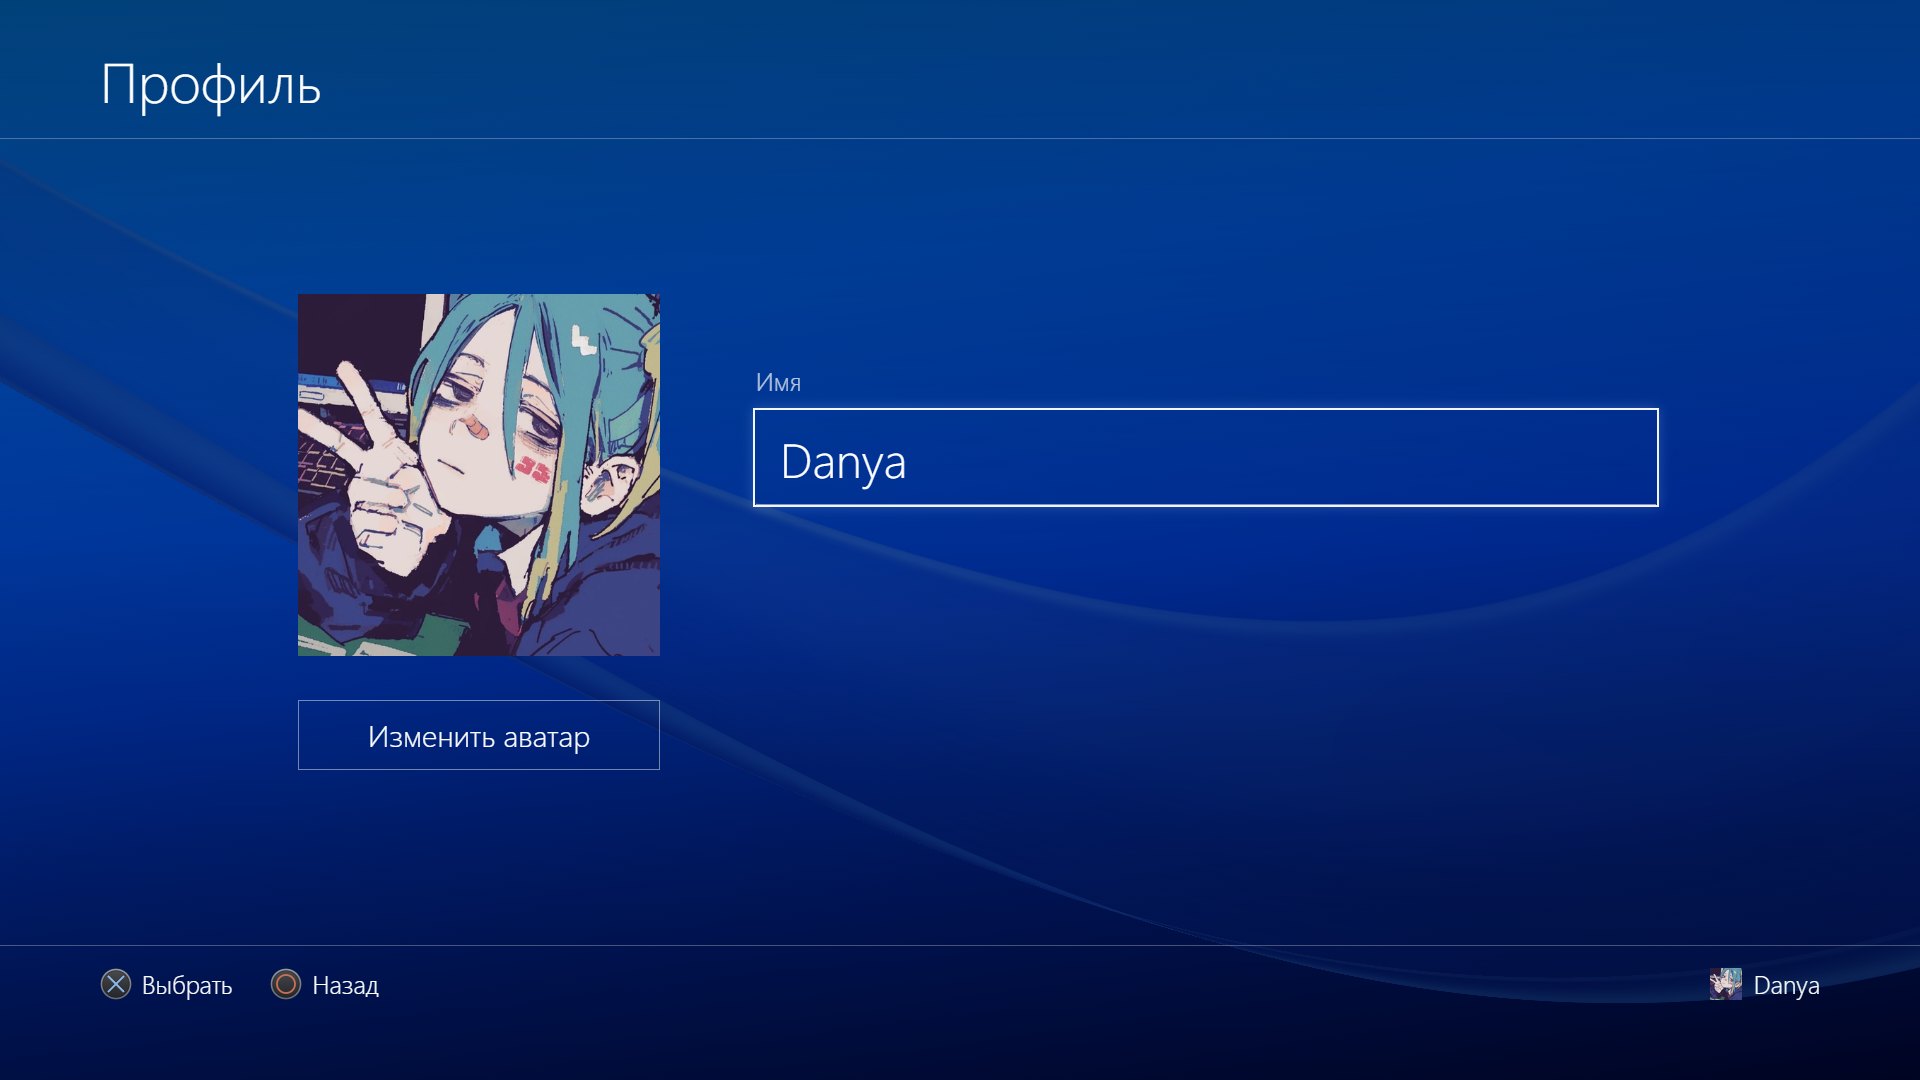 Профиль
Имя
Danya
Изменить аватар
Выбрать
Назад
Danya